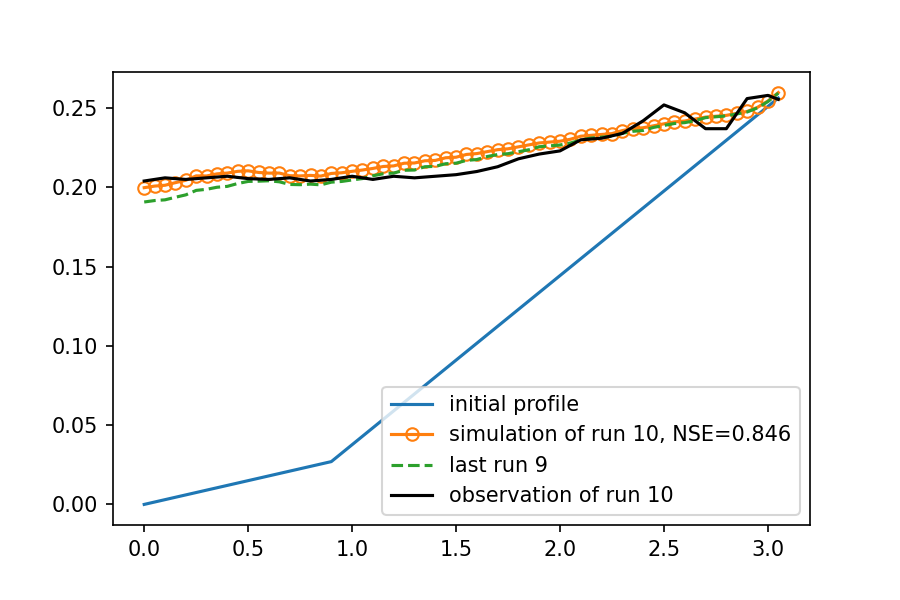 0.25
0.20
0.15
0.10
0.05
0.00
initial profile
simulation of run 10, NSE=0.846
last run 9
observation of run 10
0.0 0.5 1.0 1.5 2.0 2.5 3.0